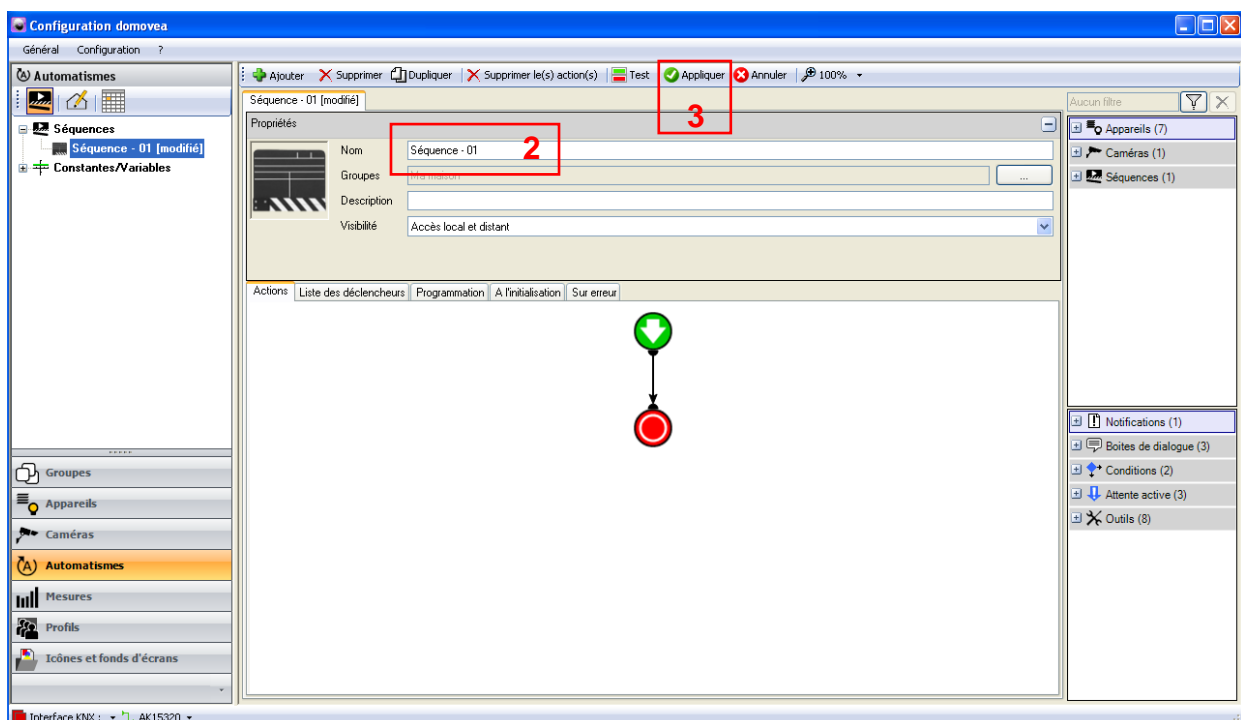 Configuration domovea
Général Configuration ?
Automatismes
Ajouter Supprimer Dupliquer Supprimer le(s) action(s) Test Appliquer Annuler 100%
3
Séquences
Séquence - 01 [modifié]
Constantes/Variables
Séquence - 01 [modifié]
Propriétés
Nom Séquence - 01
2
Groupes Ma maison ...
Description
Visibilité Accès local et distant
Actions Liste des déclencheurs Programmation A l'initialisation Sur erreur
Aucun filtre
Appareils (7)
Caméras (1)
Séquences (1)
Notifications (1)
Boites de dialogue (3)
Conditions (2)
Attente active (3)
Outils (8)
Groupes
Appareils
Caméras
Automatismes
Mesures
Profils
Icônes et fonds d'écrans
Interface KNX : AK15320